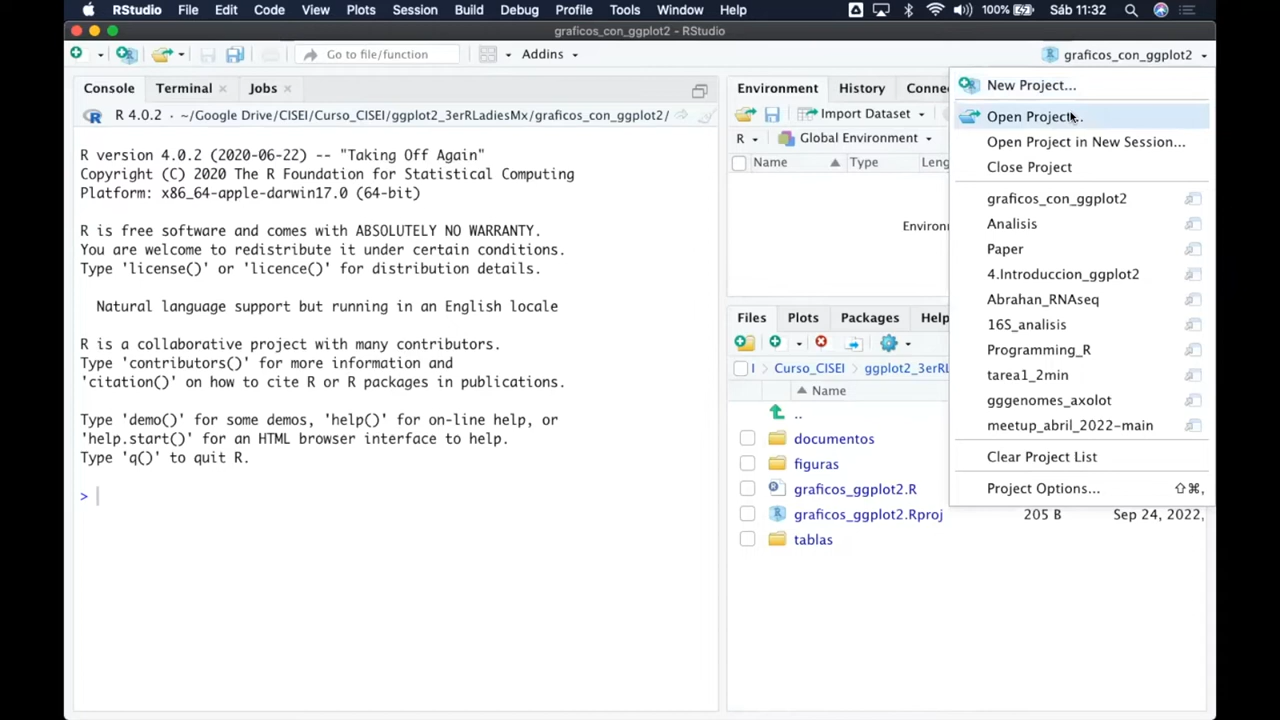 RStudio File Edit Code View Plots Session Build Debug Profile Tools Window Help 100% Sáb 11:32
graficos_con_ggplot2 - RStudio
Go to file/function Addins graficos_con_ggplot2
Console Terminal Jobs
R 4.0.2 · ~/Google Drive/CISEI/Curso_CISEI/ggplot2_3erRLadiesMx/graficos_con_ggplot2/
R version 4.0.2 (2020-06-22) -- "Taking Off Again"
Copyright (C) 2020 The R Foundation for Statistical Computing
Platform: x86_64-apple-darwin17.0 (64-bit)
R is free software and comes with ABSOLUTELY NO WARRANTY.
You are welcome to redistribute it under certain conditions.
Type 'license()' or 'licence()' for distribution details.
Natural language support but running in an English locale
R is a collaborative project with many contributors.
Type 'contributors()' for more information and
'citation()' on how to cite R or R packages in publications.
Type 'demo()' for some demos, 'help()' for on-line help, or
'help.start()' for an HTML browser interface to help.
Type 'q()' to quit R.
>
Environment History Conne
Import Dataset
R Global Environment
Name Type Leng
Environ
Files Plots Packages Help
Curso_CISEI ggplot2_3erRL
Name
..
documentos
figuras
graficos_ggplot2.R
graficos_ggplot2.Rproj 205 B Sep 24, 2022,
tablas
New Project...
Open Project...
Open Project in New Session...
Close Project
graficos_con_ggplot2
Analisis
Paper
4.Introduccion_ggplot2
Abrahan_RNAseq
16S_analisis
Programming_R
tarea1_2min
gggenomes_axolot
meetup_abril_2022-main
Clear Project List
Project Options... ⇧⌘,